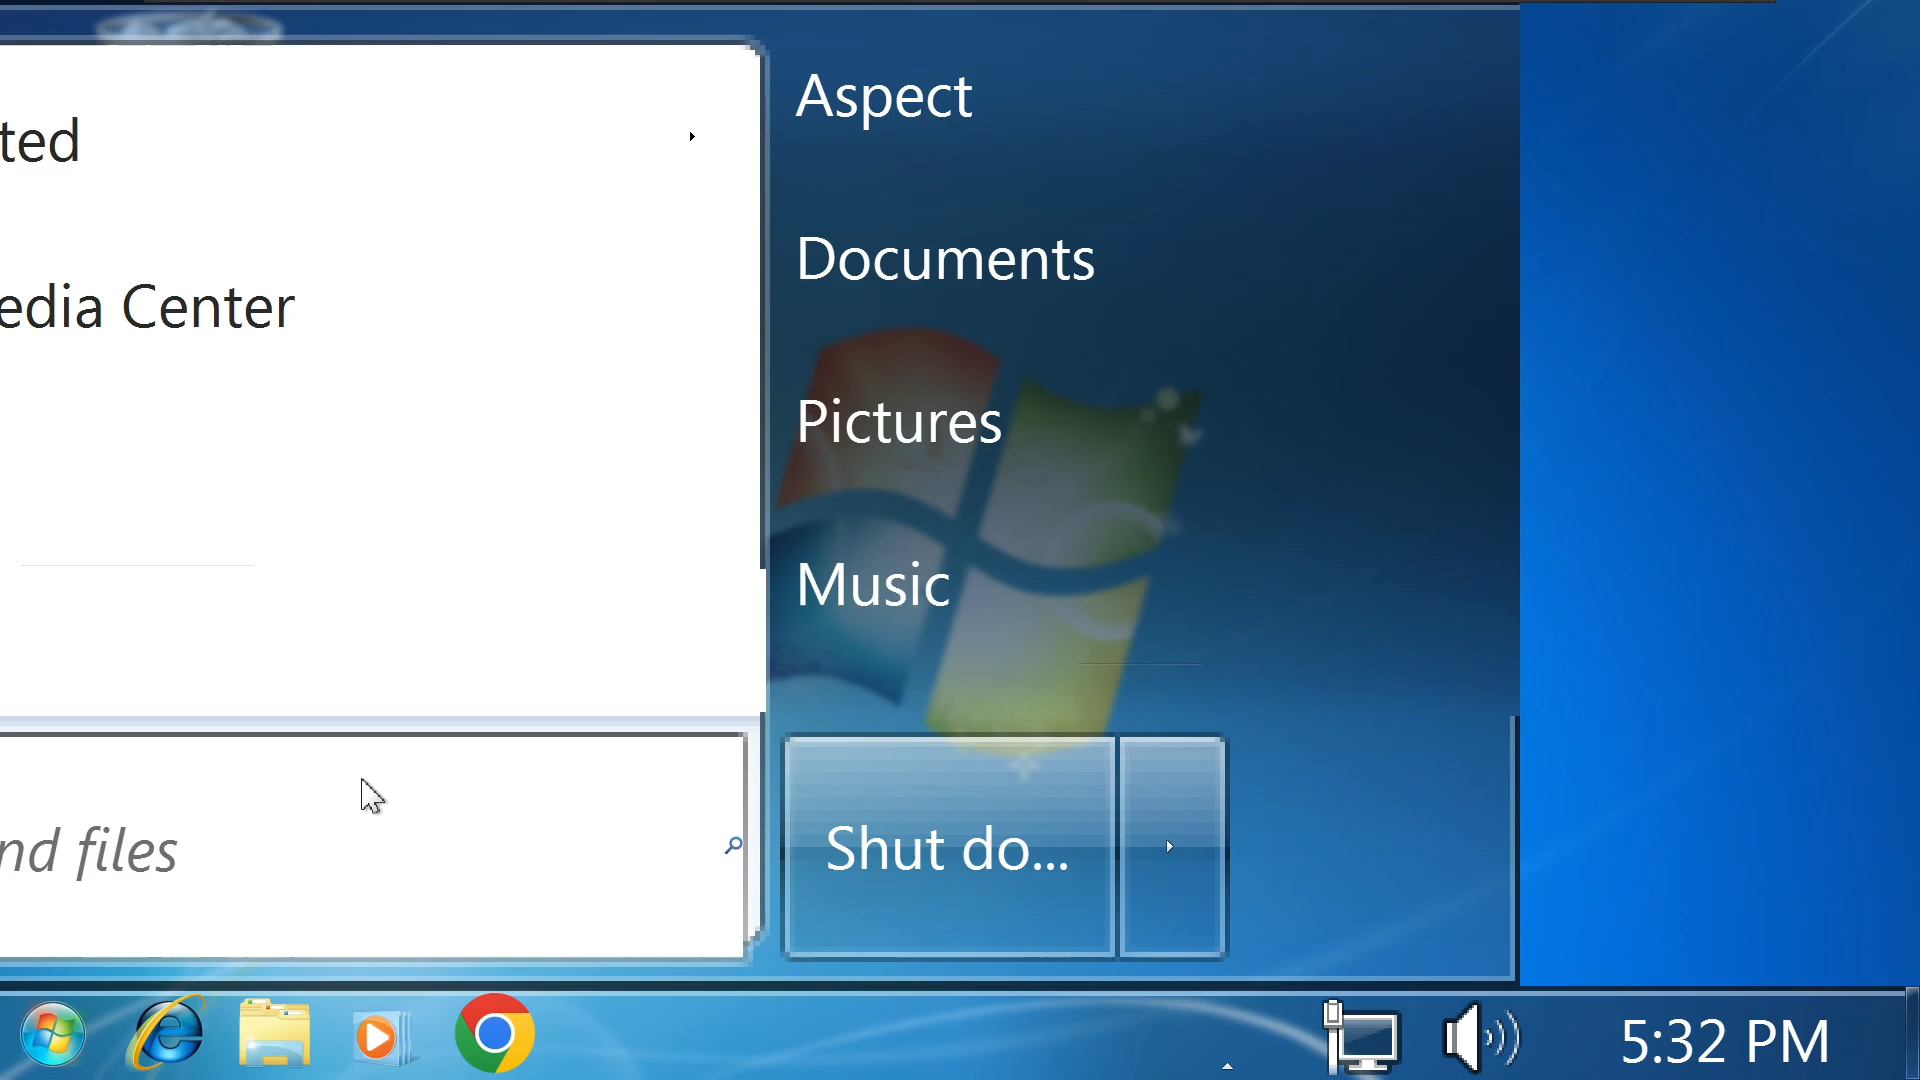 ted
edia Center
nd files
Aspect
Documents
Pictures
Music
Shut do...
5:32 PM